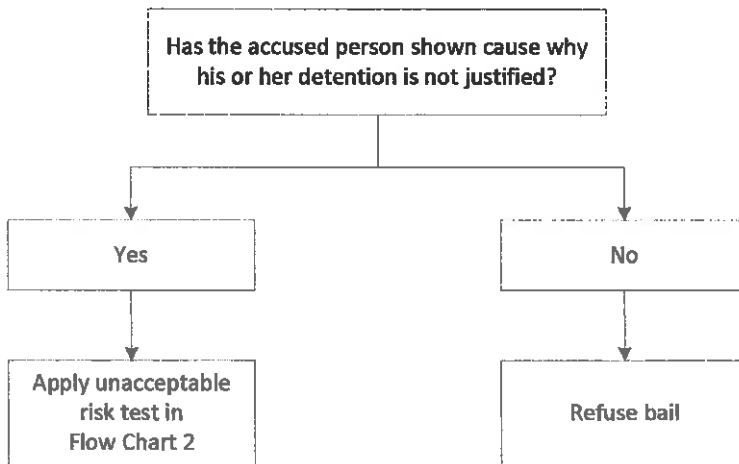 Has the accused person shown cause why
his or her detention is not justified?
Yes
No
Apply unacceptable
risk test in
Flow Chart 2
Refuse bail